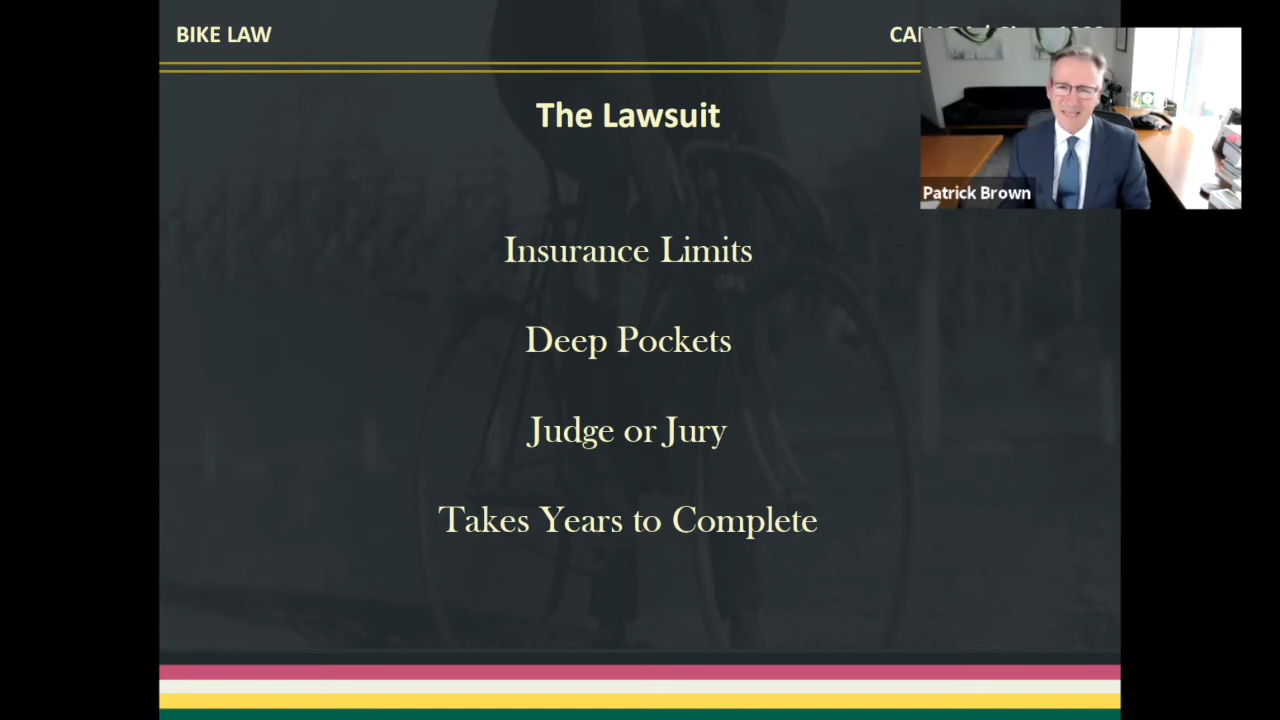 BIKE LAW
The Lawsuit
Patrick Brown
Insurance Limits
Deep Pockets
Judge or Jury
Takes Years to Complete